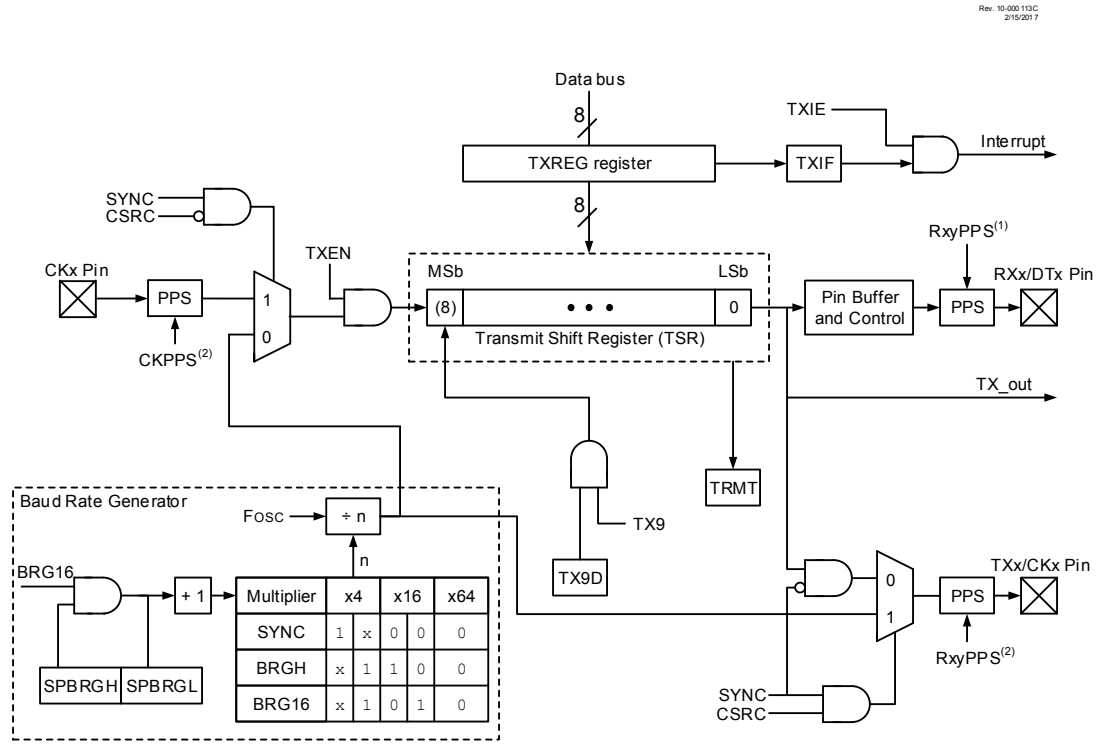 Rev. 10-000 113C
2/15/2017
Data bus
8
TXIE
Interrupt
TXREG register
TXIF
8
SYNC
CSRC
RxyPPS(1)
TXEN
CKx Pin
MSb
LSb
RXx/DTx Pin
PPS
1
(8)
• • •
0
Pin Buffer
and Control
PPS
0
Transmit Shift Register (TSR)
CKPPS(2)
TX_out
TRMT
Baud Rate Generator
Fosc
÷ n
TX9
n
TX9D
BRG16
TXx/CKx Pin
+ 1
Multiplier x4 x16 x64
0
PPS
SYNC 1 x 0 0 0
1
BRGH x 1 1 0 0
RxyPPS(2)
SPBRGH SPBRGL
BRG16 x 1 0 1 0
SYNC
CSRC